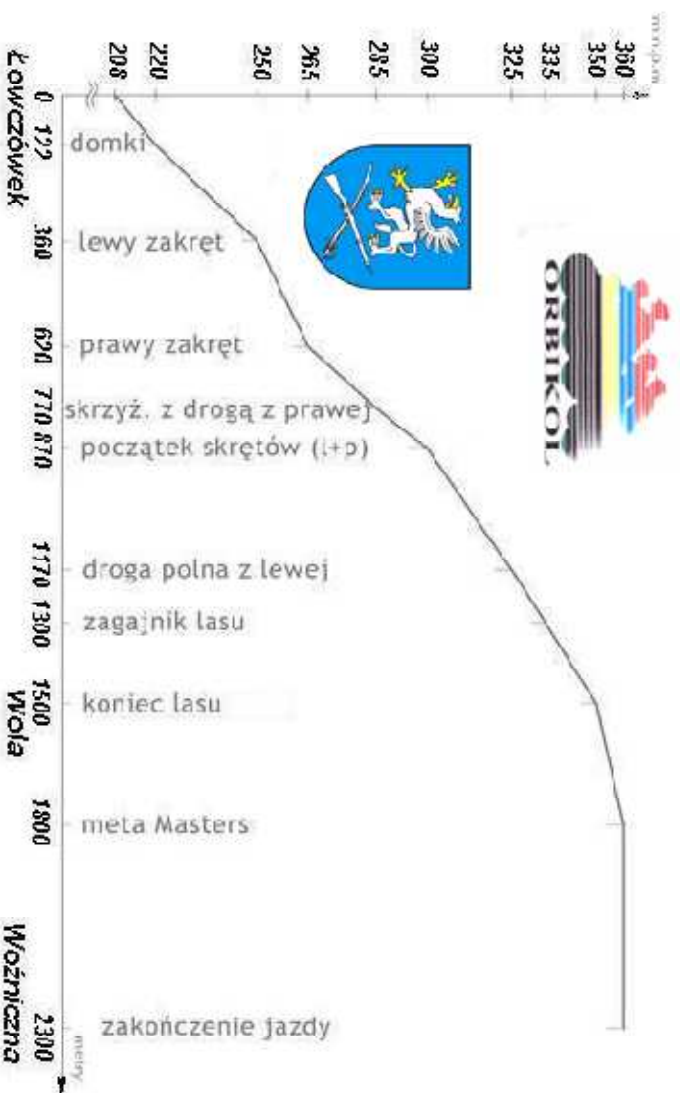 m.n.p.m
360
350
335
325
300
285
265
250
220
208
ORBIKOL
0
122
360
620
770
870
1170
1300
1500
1800
2300
metry
domki
lewy zakręt
prawy zakręt
skrzyż. z drogą z prawej
początek skrętów (l+p)
droga polna z lewej
zagajnik lasu
koniec lasu
meta Masters
zakończenie jazdy
Łowczówek
Wola
Woźniczna